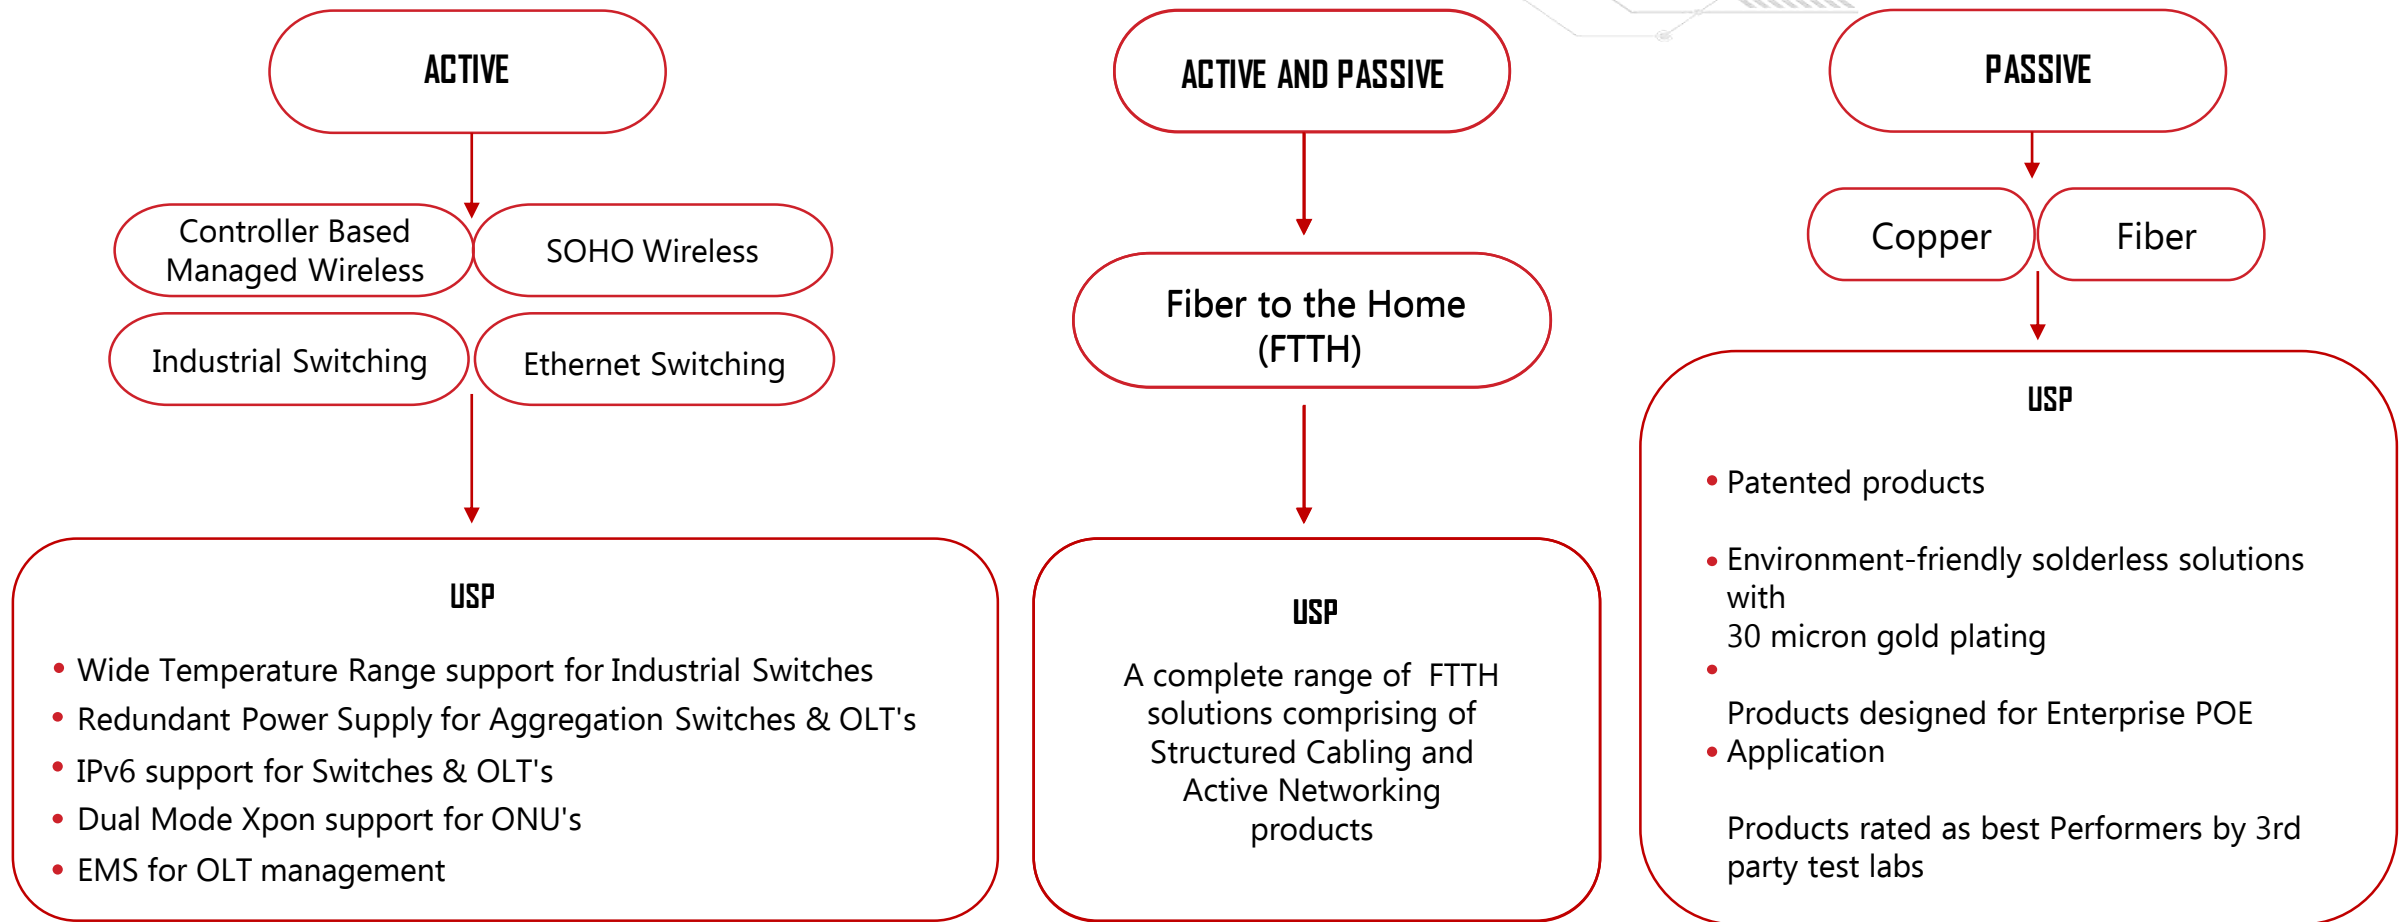 ACTIVE
Controller Based
Managed Wireless
SOHO Wireless
Industrial Switching
Ethernet Switching
USP
• Wide Temperature Range support for Industrial Switches
• Redundant Power Supply for Aggregation Switches & OLT's
• IPv6 support for Switches & OLT's
• Dual Mode Xpon support for ONU's
• EMS for OLT management
ACTIVE AND PASSIVE
Fiber to the Home
(FTTH)
USP
A complete range of FTTH
solutions comprising of
Structured Cabling and
Active Networking
products
PASSIVE
Copper
Fiber
USP
• Patented products
• Environment-friendly solderless solutions
with
30 micron gold plating
•
Products designed for Enterprise POE
• Application
Products rated as best Performers by 3rd
party test labs